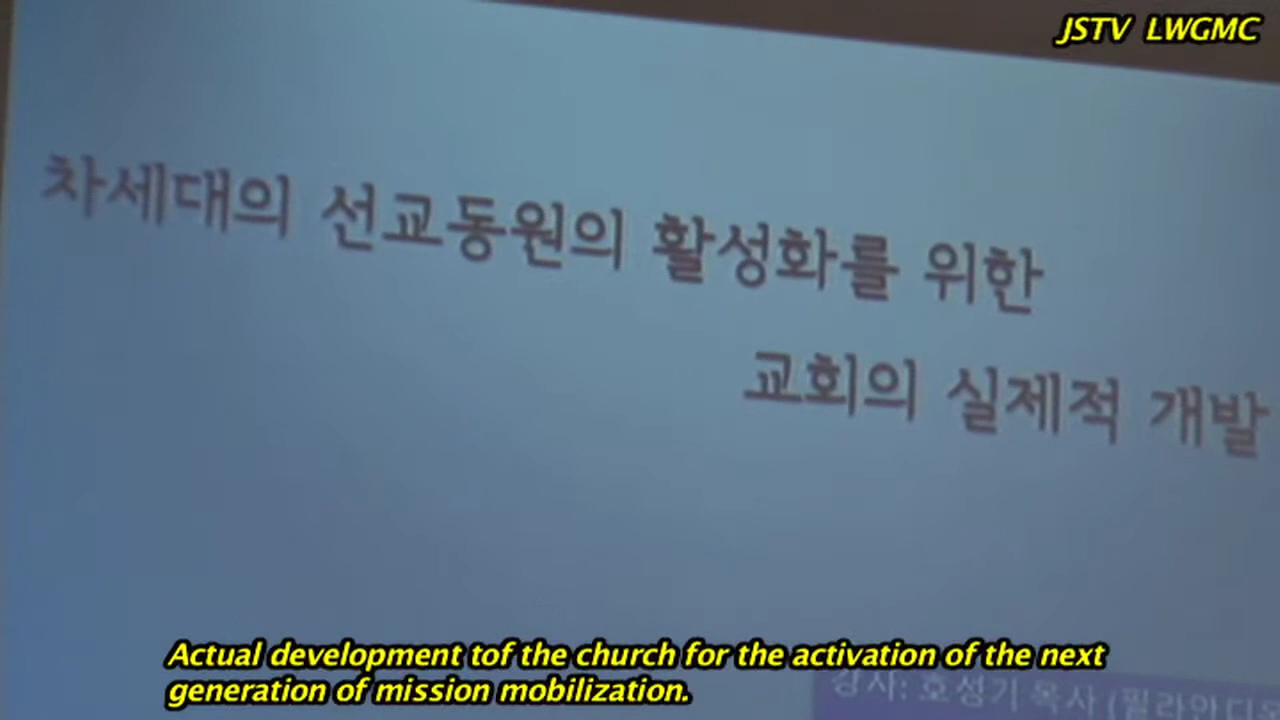 JSTV LWGMC
차세대의 선교동원의 활성화를 위한
교회의 실제적 개발
Actual development tof the church for the activation of the next
generation of mission mobilization.
강사: 호성기 목사